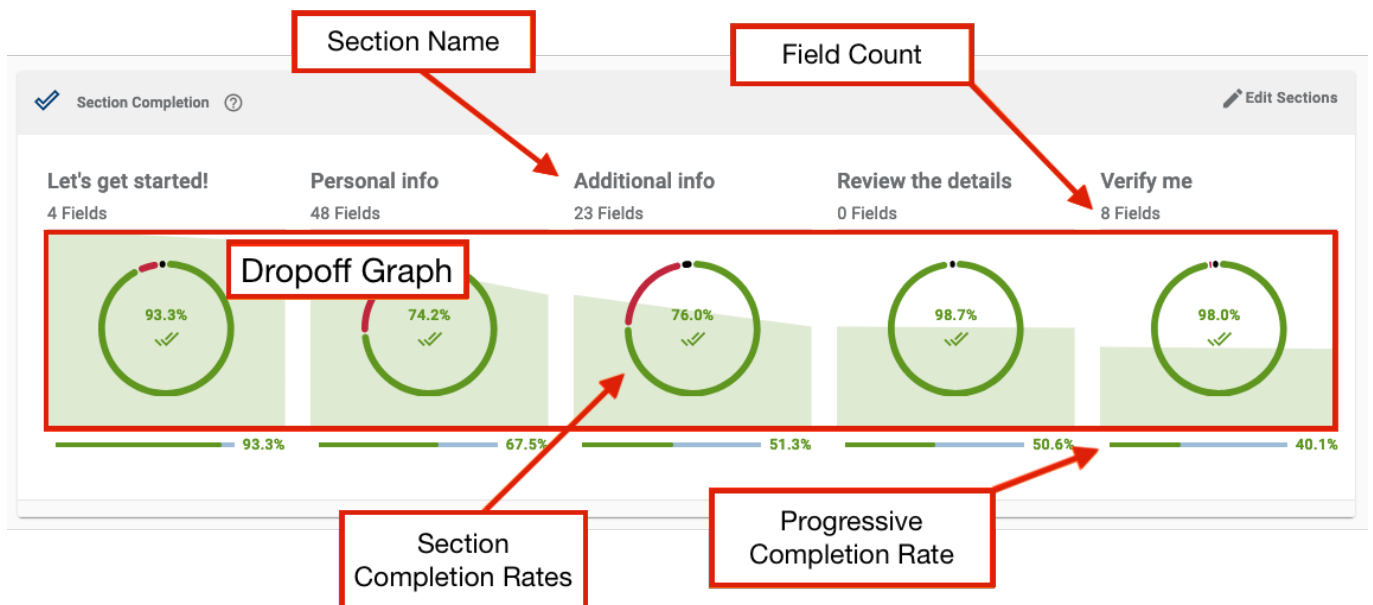 Section Name
Field Count
Section Completion ?
Edit Sections
Let's get started!
4 Fields
Personal info
48 Fields
Additional info
23 Fields
Review the details
0 Fields
Verify me
8 Fields
Dropoff Graph
93.3%
74.2%
76.0%
98.7%
98.0%
93.3%
67.5%
51.3%
50.6%
40.1%
Section
Completion Rates
Progressive
Completion Rate